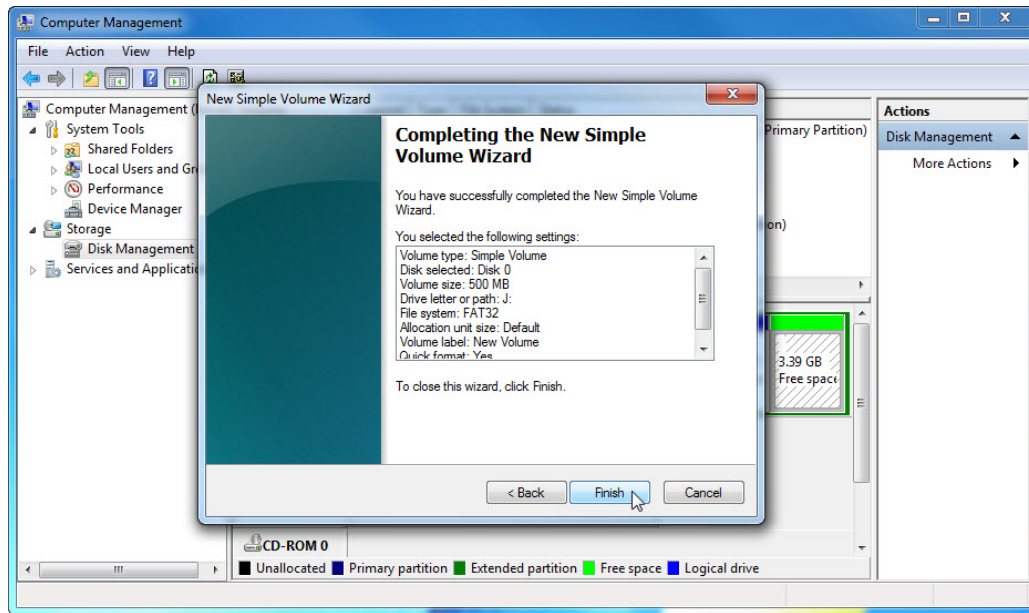 Computer Management
File Action View Help
Computer Management (
System Tools
Shared Folders
Local Users and Gr
Performance
Device Manager
Storage
Disk Management
Services and Applicatio
New Simple Volume Wizard
Completing the New Simple
Volume Wizard
You have successfully completed the New Simple Volume
Wizard.
You selected the following settings:
Volume type: Simple Volume
Disk selected: Disk 0
Volume size: 500 MB
Drive letter or path: J:
File system: FAT32
Allocation unit size: Default
Volume label: New Volume
Quick format: Yes
To close this wizard, click Finish.
< Back Finish Cancel
Primary Partition)
on)
3.39 GB
Free space
Actions
Disk Management
More Actions
CD-ROM 0
Unallocated Primary partition Extended partition Free space Logical drive